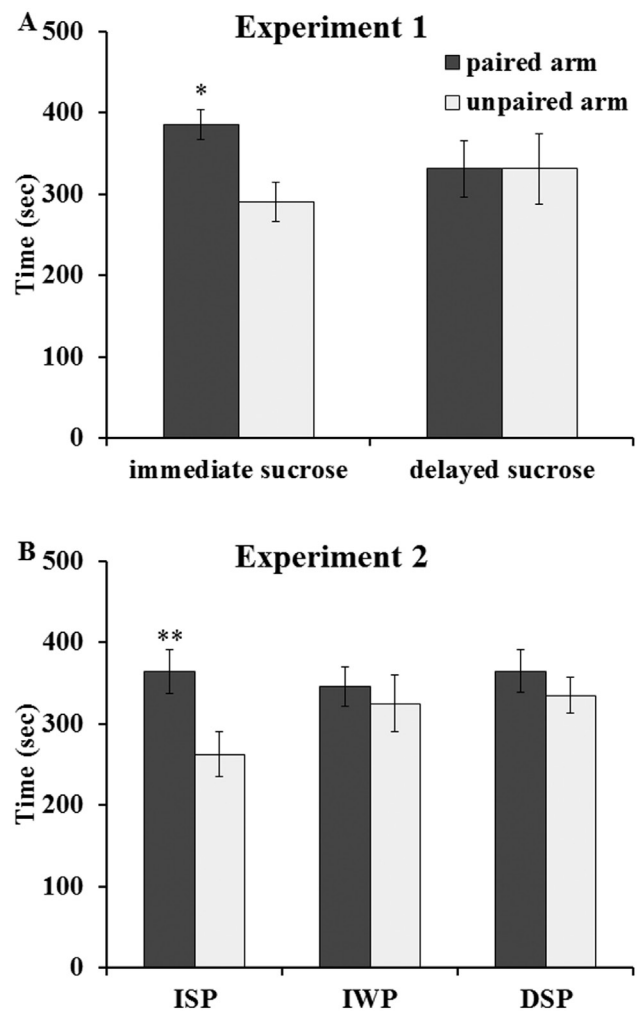 A
Experiment 1
500
400
300
200
100
0
Time (sec)
*
paired arm
unpaired arm
immediate sucrose
delayed sucrose
B
Experiment 2
500
400
300
200
100
0
Time (sec)
**
ISP
IWP
DSP